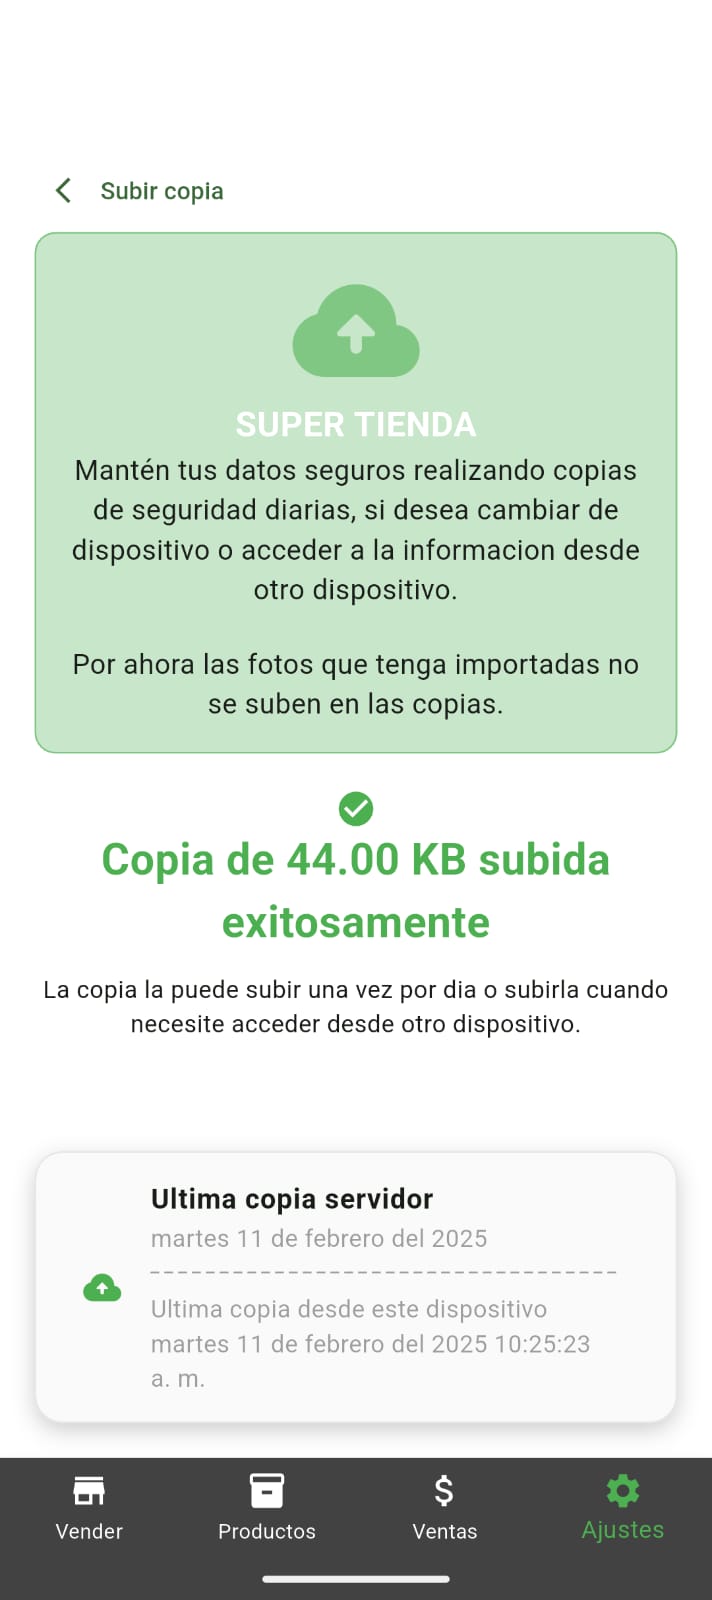 Subir copia
SUPER TIENDA
Mantén tus datos seguros realizando copias
de seguridad diarias, si desea cambiar de
dispositivo o acceder a la informacion desde
otro dispositivo.
Por ahora las fotos que tenga importadas no
se suben en las copias.
Copia de 44.00 KB subida
exitosamente
La copia la puede subir una vez por dia o subirla cuando
necesite acceder desde otro dispositivo.
Ultima copia servidor
martes 11 de febrero del 2025
Ultima copia desde este dispositivo
martes 11 de febrero del 2025 10:25:23
a. m.
Vender
Productos
Ventas
Ajustes